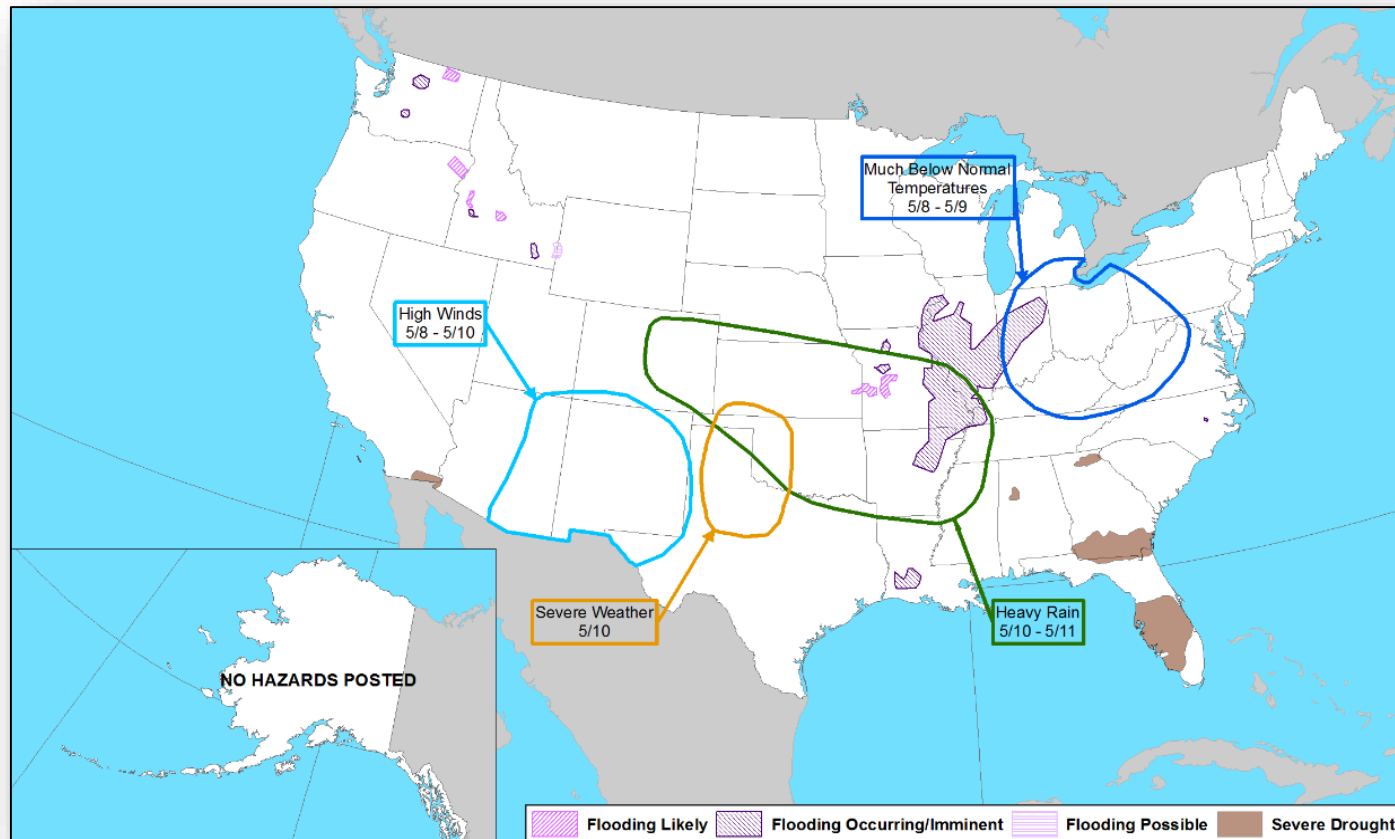 Much Below Normal
Temperatures
5/8 - 5/9
High Winds
5/8 - 5/10
Severe Weather
5/10
Heavy Rain
5/10 - 5/11
NO HAZARDS POSTED
Flooding Likely
Flooding Occurring/Imminent
Flooding Possible
Severe Drought